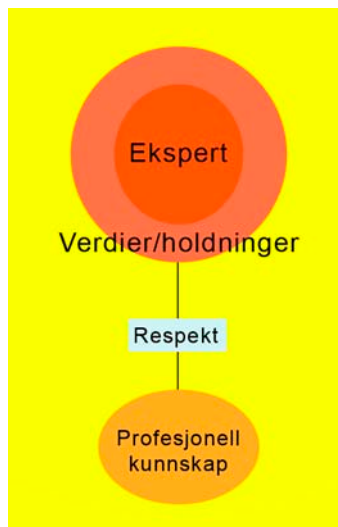 Ekspert
Verdier/holdninger
Respekt
Profesjonell
kunnskap